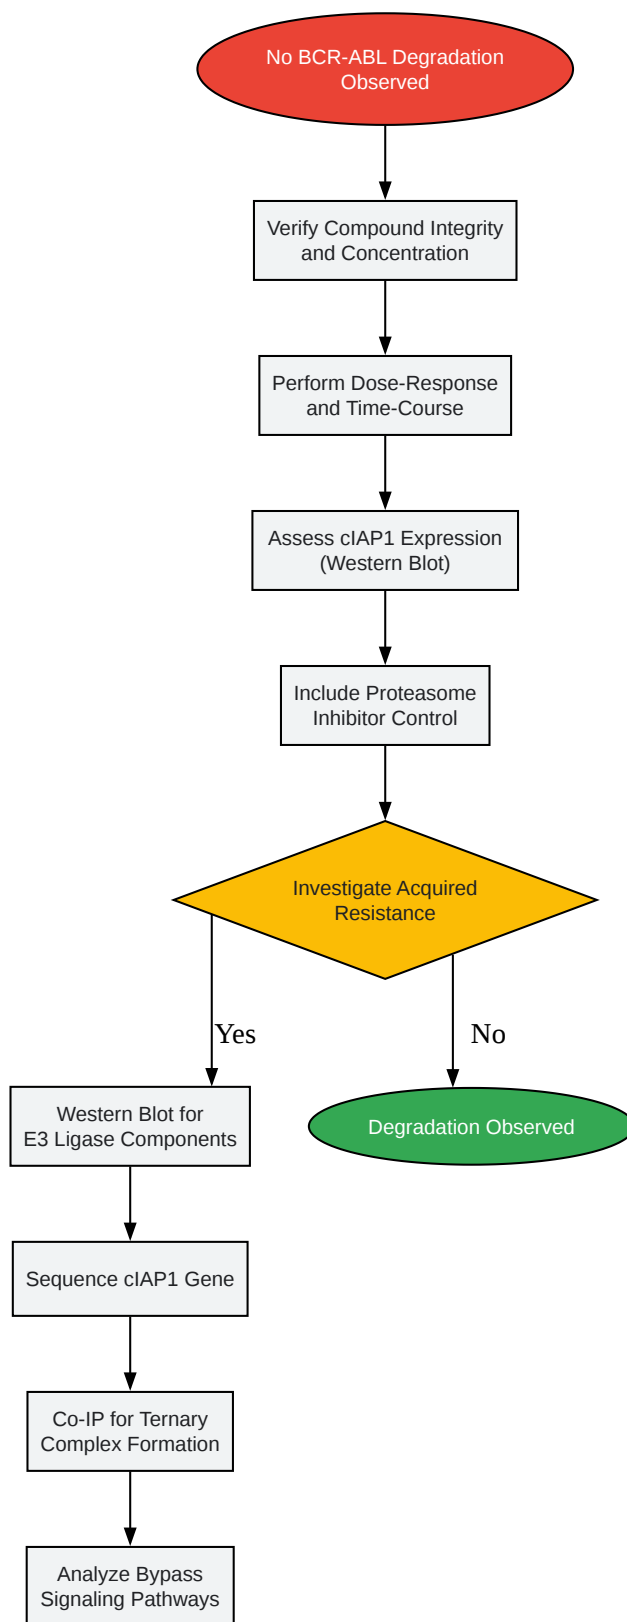 No BCR-ABL Degradation
Observed
Verify Compound Integrity
and Concentration
Perform Dose-Response
and Time-Course
Assess cIAP1 Expression
(Western Blot)
Include Proteasome
Inhibitor Control
Investigate Acquired
Resistance
Yes
No
Western Blot for
E3 Ligase Components
Degradation Observed
Sequence cIAP1 Gene
Co-IP for Ternary
Complex Formation
Analyze Bypass
Signaling Pathways